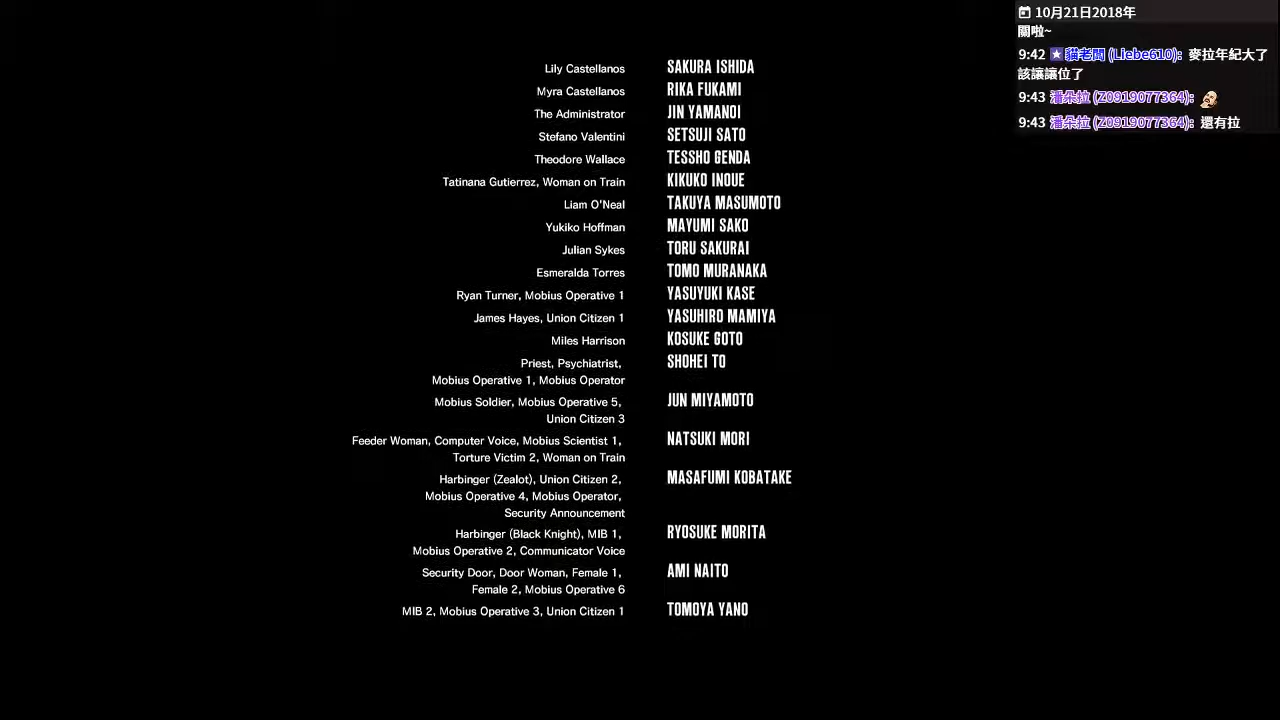 Lily Castellanos SAKURA ISHIDA
Myra Castellanos RIKA FUKAMI
The Administrator JIN YAMANOI
Stefano Valentini SETSUJI SATO
Theodore Wallace TESSHO GENDA
Tatinana Gutierrez, Woman on Train KIKUKO INOUE
Liam O'Neal TAKUYA MASUMOTO
Yukiko Hoffman MAYUMI SAKO
Julian Sykes TORU SAKURAI
Esmeralda Torres TOMO MURANAKA
Ryan Turner, Mobius Operative 1 YASUYUKI KASE
James Hayes, Union Citizen 1 YASUHIRO MAMIYA
Miles Harrison KOSUKE GOTO
Priest, Psychiatrist, SHOHEI TO
Mobius Operative 1, Mobius Operator
Mobius Soldier, Mobius Operative 5, JUN MIYAMOTO
Union Citizen 3
Feeder Woman, Computer Voice, Mobius Scientist 1, NATSUKI MORI
Torture Victim 2, Woman on Train
Harbinger (Zealot), Union Citizen 2, MASAFUMI KOBATAKE
Mobius Operative 4, Mobius Operator,
Security Announcement
Harbinger (Black Knight), MIB 1, RYOSUKE MORITA
Mobius Operative 2, Communicator Voice
Security Door, Door Woman, Female 1, AMI NAITO
Female 2, Mobius Operative 6
MIB 2, Mobius Operative 3, Union Citizen 1 TOMOYA YANO
10月21日2018年
關啦~
9:42 貓老闆 (Liebe610): 麥拉年紀大了
該讓讓位了
9:43 潘朵拉 (Z0919077364):
9:43 潘朵拉 (Z0919077364): 還有拉